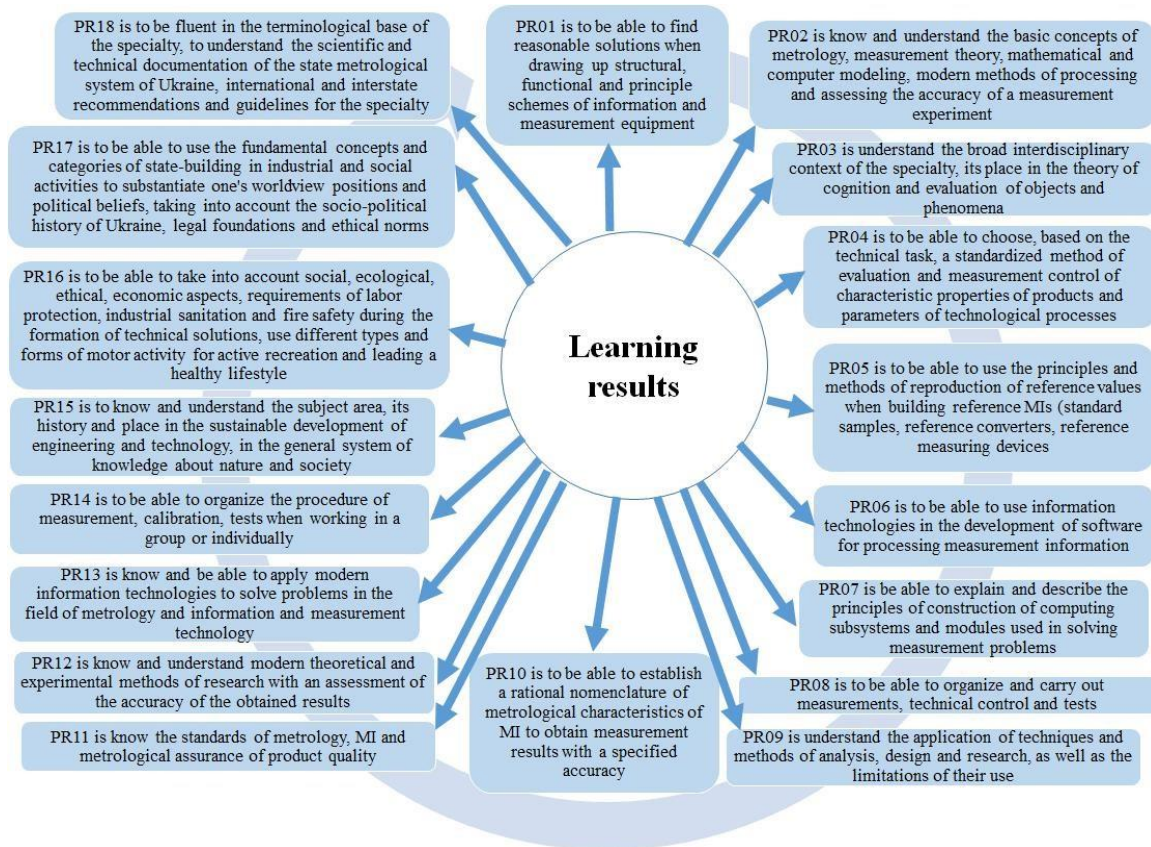 PR18 is to be fluent in the terminological base
of the specialty, to understand the scientific and
technical documentation of the state metrological
system of Ukraine, international and interstate
recommendations and guidelines for the specialty
PR01 is to be able to find
reasonable solutions when
drawing up structural,
functional and principle
schemes of information and
measurement equipment
PR02 is know and understand the basic concepts of
metrology, measurement theory, mathematical and
computer modeling, modern methods of processing
and assessing the accuracy of a measurement
experiment
PR17 is to be able to use the fundamental concepts and
categories of state-building in industrial and social
activities to substantiate one's worldview positions and
political beliefs, taking into account the socio-political
history of Ukraine, legal foundations and ethical norms
PR03 is understand the broad interdisciplinary
context of the specialty, its place in the theory of
cognition and evaluation of objects and
phenomena
PR16 is to be able to take into account social, ecological,
ethical, economic aspects, requirements of labor
protection, industrial sanitation and fire safety during the
formation of technical solutions, use different types and
forms of motor activity for active recreation and leading a
healthy lifestyle
Learning
results
PR04 is to be able to choose, based on the
technical task, a standardized method of
evaluation and measurement control of
characteristic properties of products and
parameters of technological processes
PR05 is to be able to use the principles and
methods of reproduction of reference values
when building reference MIs (standard
samples, reference converters, reference
measuring devices
PR15 is to know and understand the subject area, its
history and place in the sustainable development of
engineering and technology, in the general system of
knowledge about nature and society
PR14 is to be able to organize the procedure of
measurement, calibration, tests when working in a
group or individually
PR06 is to be able to use information
technologies in the development of software
for processing measurement information
PR13 is know and be able to apply modern
information technologies to solve problems in the
field of metrology and information and measurement
technology
PR07 is be able to explain and describe the
principles of construction of computing
subsystems and modules used in solving
measurement problems
PR12 is know and understand modern theoretical and
experimental methods of research with an assessment of
the accuracy of the obtained results
PR10 is to be able to establish
a rational nomenclature of
metrological characteristics of
MI to obtain measurement
results with a specified
accuracy
PR08 is to be able to organize and carry out
measurements, technical control and tests
PR11 is know the standards of metrology, MI and
metrological assurance of product quality
PR09 is understand the application of techniques and
methods of analysis, design and research, as well as the
limitations of their use